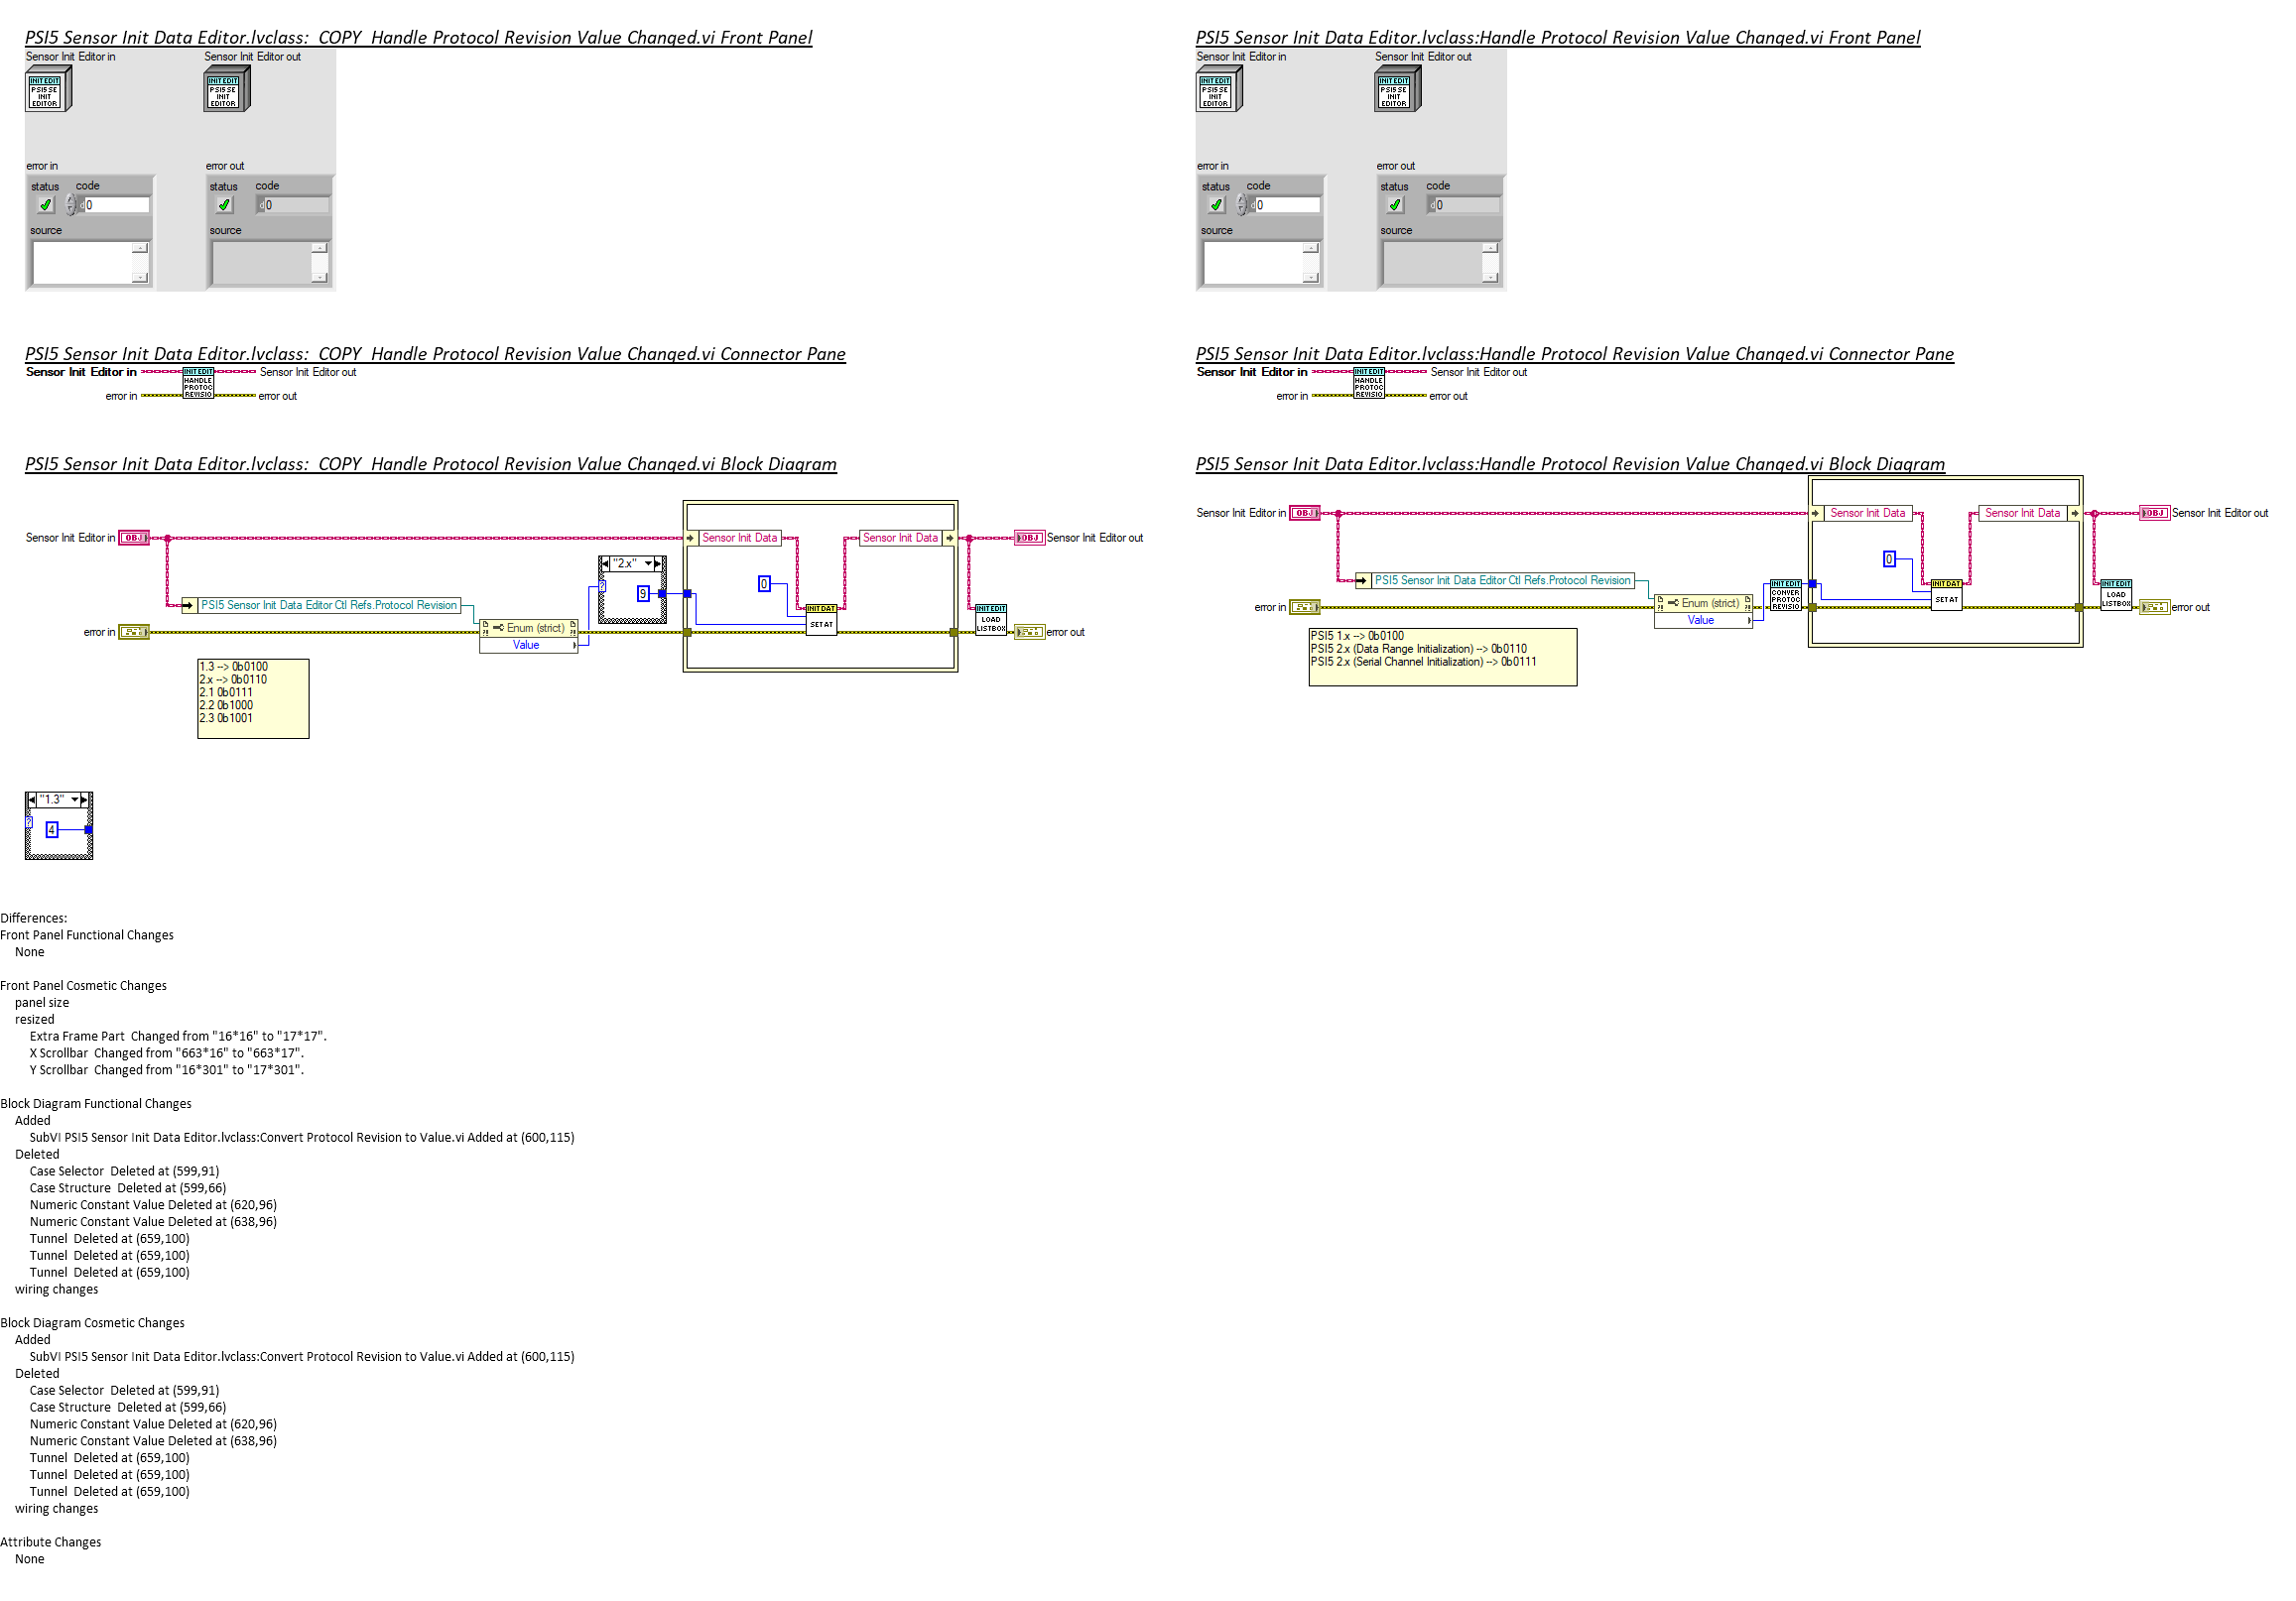 PSI5 Sensor Init Data Editor.lvclass:  COPY  Handle Protocol Revision Value Changed.vi Front Panel
Sensor Init Editor in
Sensor Init Editor out
INIT EDIT
PSI5 SE
INIT
EDITOR
INIT EDIT
PSI5 SE
INIT
EDITOR
error in
error out
status
code
status
code
d 0
d 0
source
source
PSI5 Sensor Init Data Editor.lvclass:  COPY  Handle Protocol Revision Value Changed.vi Connector Pane
Sensor Init Editor in
INIT EDIT
HANDLE
PROTOC
REVISIO
Sensor Init Editor out
error in
error out
PSI5 Sensor Init Data Editor.lvclass:  COPY  Handle Protocol Revision Value Changed.vi Block Diagram
Sensor Init Editor in
OBJ
Sensor Init Data
Sensor Init Data
OBJ
Sensor Init Editor out
"2.x"
?
9
0
PSI5 Sensor Init Data Editor Ctl Refs.Protocol Revision
INIT DAT
SET AT
INIT EDIT
LOAD
LISTBOX
error in
Enum (strict)
Value
error out
1.3 --> 0b0100
2.x --> 0b0110
2.1 0b0111
2.2 0b1000
2.3 0b1001
"1.3"
?
4
Differences:
Front Panel Functional Changes
None
Front Panel Cosmetic Changes
panel size
resized
Extra Frame Part  Changed from "16*16" to "17*17".
X Scrollbar  Changed from "663*16" to "663*17".
Y Scrollbar  Changed from "16*301" to "17*301".
Block Diagram Functional Changes
Added
SubVI PSI5 Sensor Init Data Editor.lvclass:Convert Protocol Revision to Value.vi Added at (600,115)
Deleted
Case Selector  Deleted at (599,91)
Case Structure  Deleted at (599,66)
Numeric Constant Value Deleted at (620,96)
Numeric Constant Value Deleted at (638,96)
Tunnel  Deleted at (659,100)
Tunnel  Deleted at (659,100)
Tunnel  Deleted at (659,100)
wiring changes
Block Diagram Cosmetic Changes
Added
SubVI PSI5 Sensor Init Data Editor.lvclass:Convert Protocol Revision to Value.vi Added at (600,115)
Deleted
Case Selector  Deleted at (599,91)
Case Structure  Deleted at (599,66)
Numeric Constant Value Deleted at (620,96)
Numeric Constant Value Deleted at (638,96)
Tunnel  Deleted at (659,100)
Tunnel  Deleted at (659,100)
Tunnel  Deleted at (659,100)
wiring changes
Attribute Changes
None
PSI5 Sensor Init Data Editor.lvclass:Handle Protocol Revision Value Changed.vi Front Panel
Sensor Init Editor in
Sensor Init Editor out
INIT EDIT
PSI5 SE
INIT
EDITOR
INIT EDIT
PSI5 SE
INIT
EDITOR
error in
error out
status
code
status
code
d 0
d 0
source
source
PSI5 Sensor Init Data Editor.lvclass:Handle Protocol Revision Value Changed.vi Connector Pane
Sensor Init Editor in
INIT EDIT
HANDLE
PROTOC
REVISIO
Sensor Init Editor out
error in
error out
PSI5 Sensor Init Data Editor.lvclass:Handle Protocol Revision Value Changed.vi Block Diagram
Sensor Init Editor in
OBJ
Sensor Init Data
Sensor Init Data
OBJ
Sensor Init Editor out
0
PSI5 Sensor Init Data Editor Ctl Refs.Protocol Revision
INIT EDIT
CONVER
PROTOC
REVISIO
INIT DAT
SET AT
INIT EDIT
LOAD
LISTBOX
error in
Enum (strict)
Value
error out
PSI5 1.x --> 0b0100
PSI5 2.x (Data Range Initialization) --> 0b0110
PSI5 2.x (Serial Channel Initialization) --> 0b0111